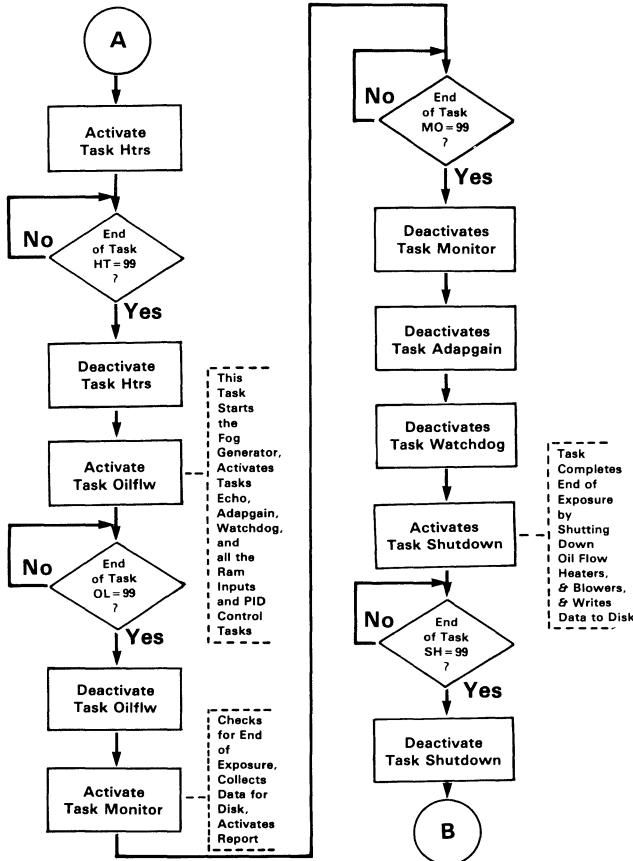 A
Activate
Task Htrs
End
of Task
HT = 99
?
No
Yes
Deactivate
Task Htrs
Activate
Task Oilflw
This
Task
Starts
the
Fog
Generator,
Activates
Tasks
Echo,
Adapgain,
Watchdog,
and
all the
Ram
Inputs
and PID
Control
Tasks
End
of Task
OL = 99
?
No
Yes
Deactivate
Task Oilflw
Activate
Task Monitor
Checks
for End
of
Exposure,
Collects
Data for
Disk,
Activates
Report
End
of Task
MO = 99
?
No
Yes
Deactivates
Task Monitor
Deactivates
Task Adapgain
Deactivates
Task Watchdog
Activates
Task Shutdown
Task
Completes
End of
Exposure
by
Shutting
Down
Oil Flow
Heaters,
& Blowers,
& Writes
Data to Disk
End
of Task
SH = 99
?
No
Yes
Deactivate
Task Shutdown
B